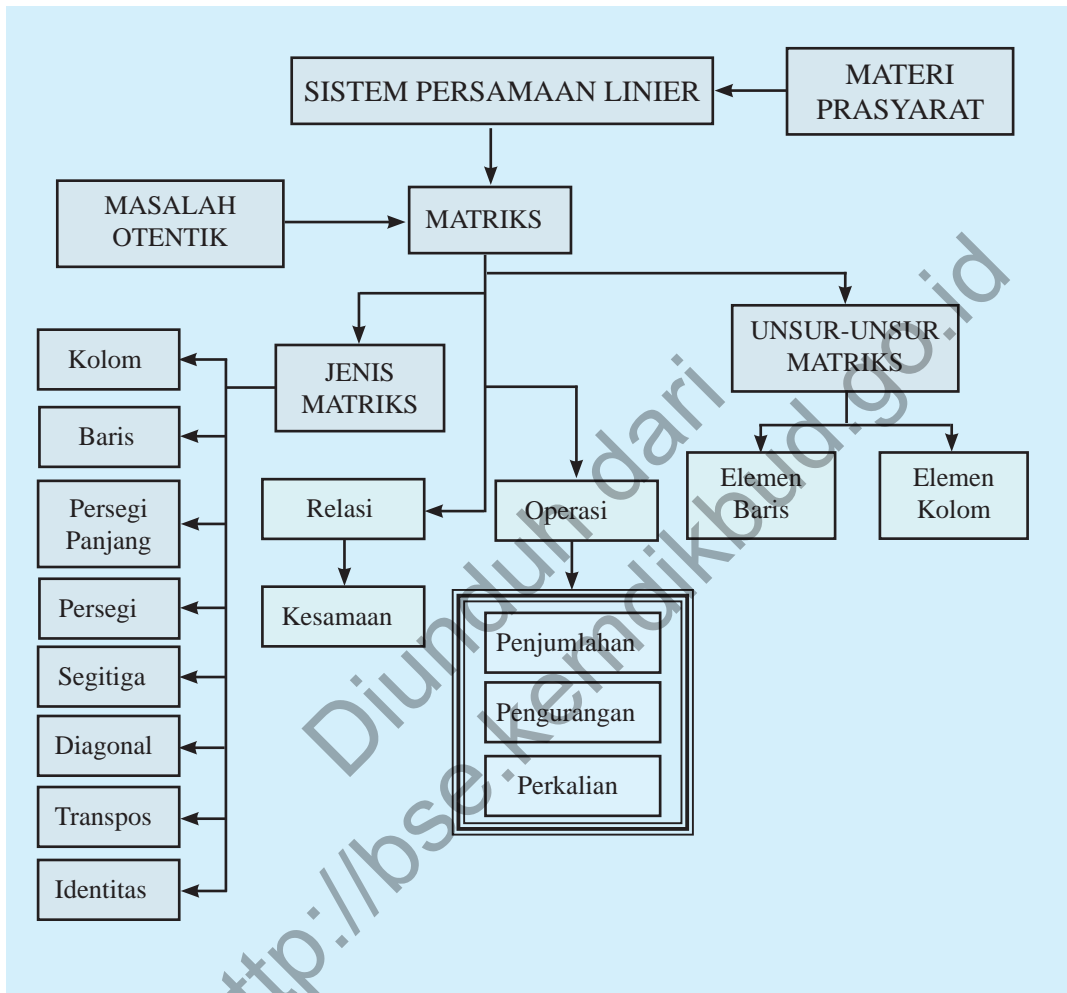 SISTEM PERSAMAAN LINIER
MATERI
PRASYARAT
MASALAH
OTENTIK
MATRIKS
JENIS
MATRIKS
UNSUR-UNSUR
MATRIKS
Kolom
Baris
Persegi
Panjang
Persegi
Segitiga
Diagonal
Transpos
Identitas
Relasi
Kesamaan
Operasi
Penjumlahan
Pengurangan
Perkalian
Elemen
Baris
Elemen
Kolom
Diunduh dari
ttp://bse.kemdikbud.go.id